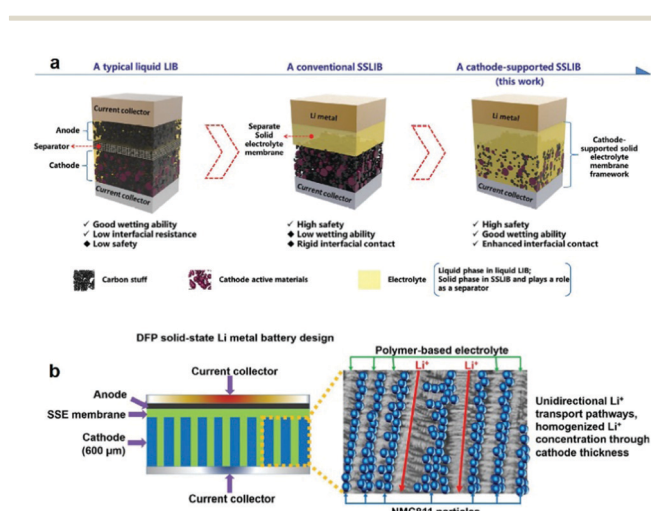 a
A typical liquid LIB
A conventional SSLIB
A cathode-supported SSLIB
(this work)
Current collector
Anode
Separator
Cathode
Current collector
Li metal
Separate
Solid
electrolyte
membrane
Current collector
Li metal
Cathode-
supported solid
electrolyte
membrane
framework
Current collector
✓ Good wetting ability
✓ Low interfacial resistance
◆ Low safety
✓ High safety
◆ Low wetting ability
◆ Rigid interfacial contact
✓ High safety
✓ Good wetting ability
✓ Enhanced interfacial contact
Carbon stuff
Cathode active materials
Electrolyte
Liquid phase in liquid LIB;
Solid phase in SSLIB and plays a role
as a separator
b
DFP solid-state Li metal battery design
Current collector
Anode
SSE membrane
Cathode
(600 µm)
Current collector
Polymer-based electrolyte
Li⁺
Li⁺
Unidirectional Li⁺
transport pathways,
homogenized Li⁺
concentration through
cathode thickness
NMC811 particles